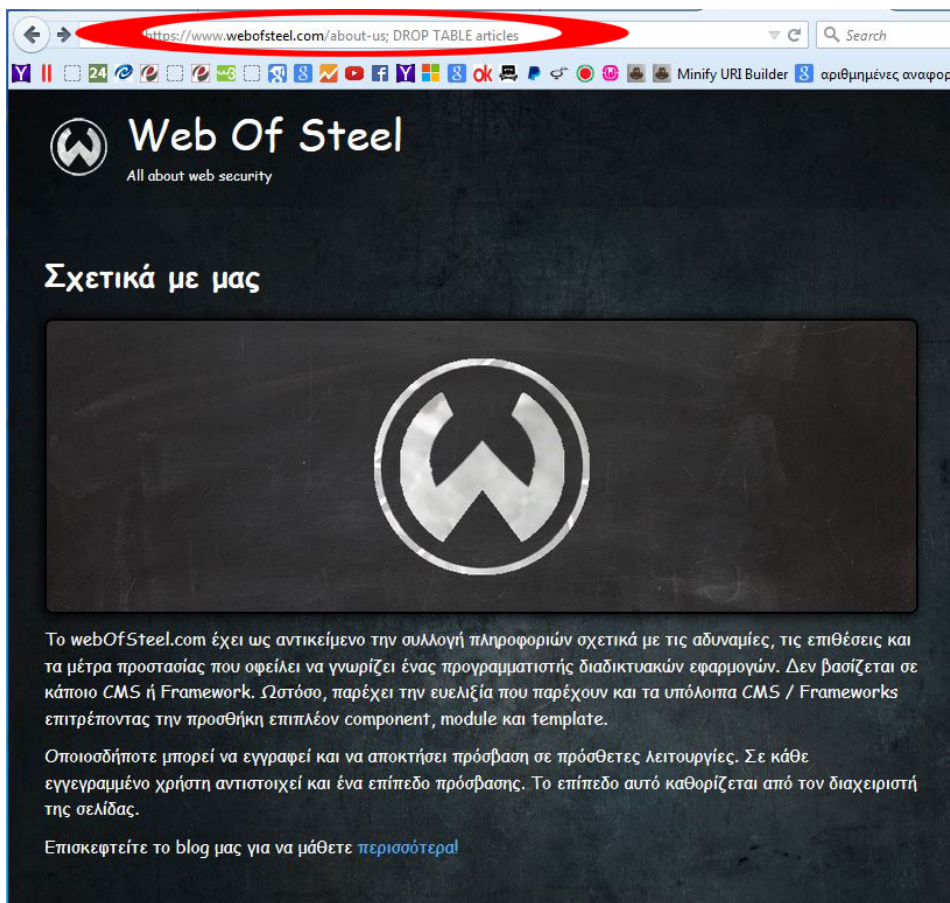 https://www.webofsteel.com/about-us; DROP TABLE articles
Search
24
ok
Minify URI Builder
αριθμημένες αναφορ
Web Of Steel
All about web security
Σχετικά με μας
Το webOfSteel.com έχει ως αντικείμενο την συλλογή πληροφοριών σχετικά με τις αδυναμίες, τις επιθέσεις και
τα μέτρα προστασίας που οφείλει να γνωρίζει ένας προγραμματιστής διαδικτυακών εφαρμογών. Δεν βασίζεται σε
κάποιο CMS ή Framework. Ωστόσο, παρέχει την ευελιξία που παρέχουν και τα υπόλοιπα CMS / Frameworks
επιτρέποντας την προσθήκη επιπλέον component, module και template.
Οποιοσδήποτε μπορεί να εγγραφεί και να αποκτήσει πρόσβαση σε πρόσθετες λειτουργίες. Σε κάθε
εγγεγραμμένο χρήστη αντιστοιχεί και ένα επίπεδο πρόσβασης. Το επίπεδο αυτό καθορίζεται από τον διαχειριστή
της σελίδας.
Επισκεφτείτε το blog μας για να μάθετε περισσότερα!